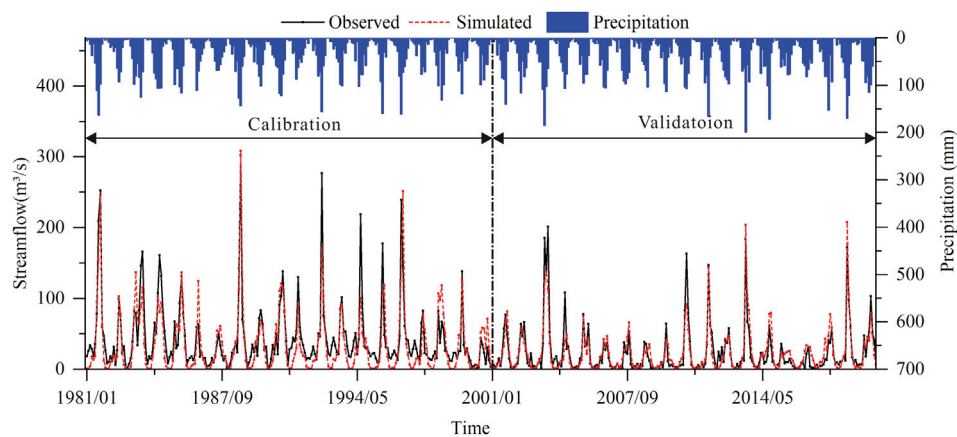 Observed Simulated Precipitation
400
300
200
100
0
Streamflow(m³/s)
0
100
200
300
400
500
600
700
Precipitation (mm)
Calibration
Validatoion
1981/01 1987/09 1994/05 2001/01 2007/09 2014/05
Time